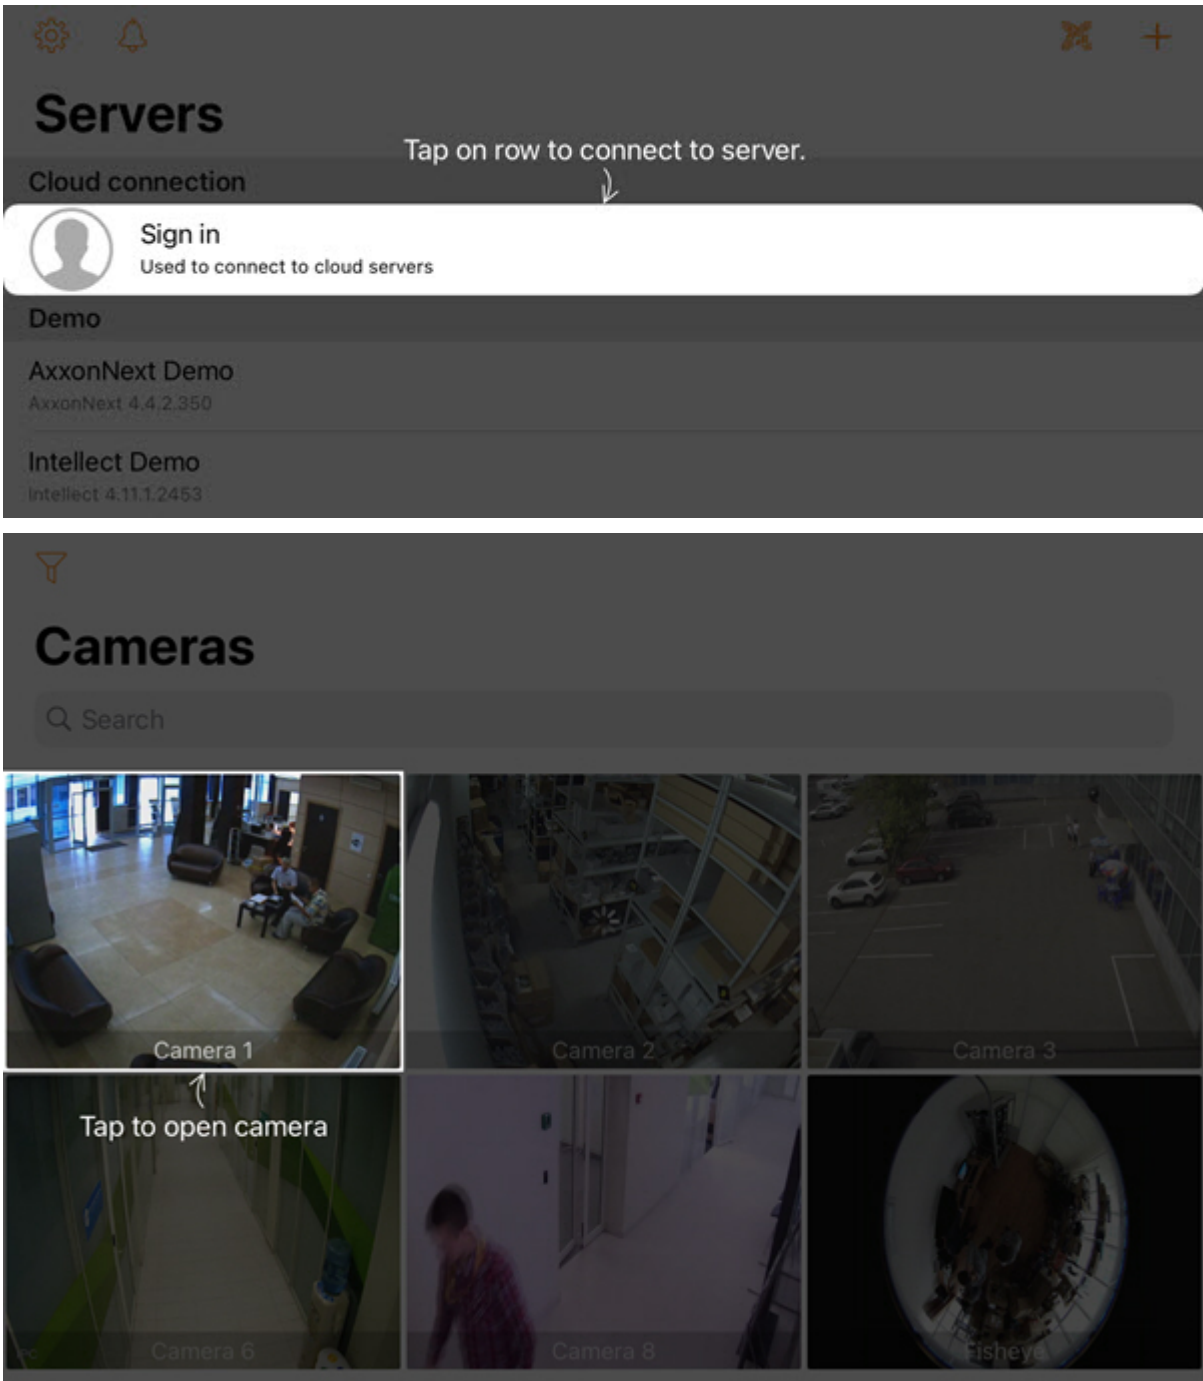 Servers
Tap on row to connect to server.
Cloud connection
Sign in
Used to connect to cloud servers
Demo
AxxonNext Demo
AxxonNext 4.4.2.350
Intellect Demo
Intellect 4.11.1.2453
Cameras
Search
Camera 1
Camera 2
Camera 3
Tap to open camera
Camera 6
Camera 8
Fisheye